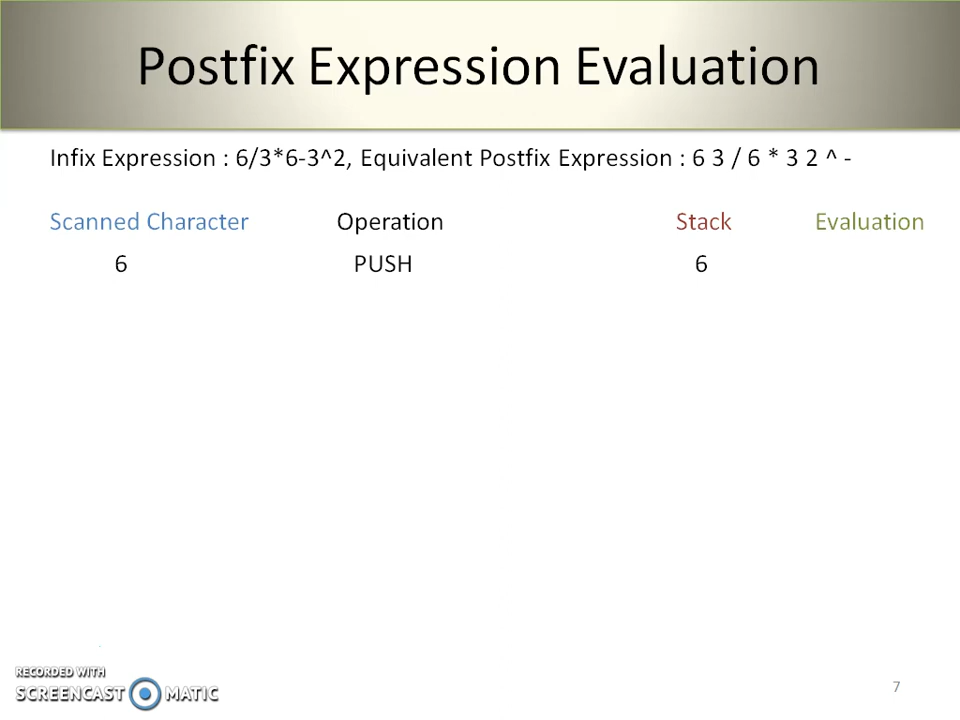 Postfix Expression Evaluation
Infix Expression : 6/3*6-3^2, Equivalent Postfix Expression : 6 3 / 6 * 3 2 ^ -
Scanned Character Operation Stack Evaluation
6 PUSH 6
RECORDED WITH
SCREENCAST MATIC
7